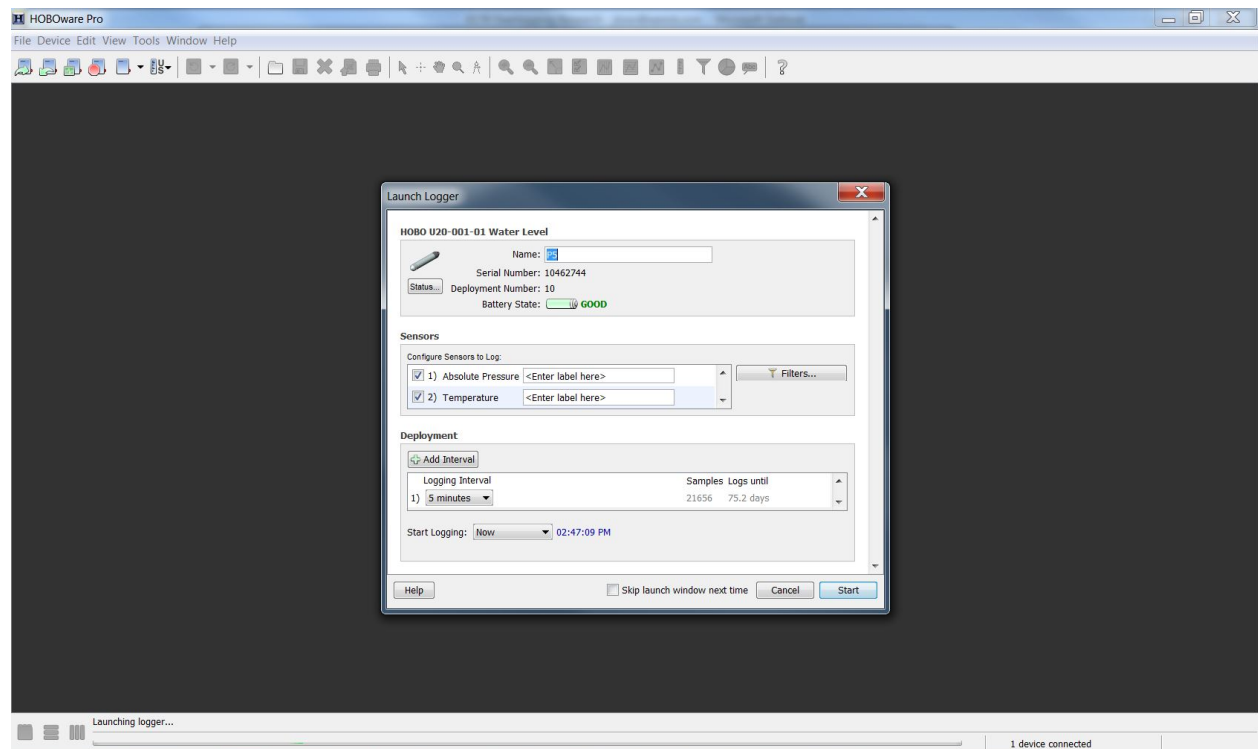 HOBOware Pro
File Device Edit View Tools Window Help
Launch Logger
HOBO U20-001-01 Water Level
Name: P5
Serial Number: 10462744
Status... Deployment Number: 10
Battery State: GOOD
Sensors
Configure Sensors to Log:
1) Absolute Pressure <Enter label here> Filters...
2) Temperature <Enter label here>
Deployment
Add Interval
Logging Interval Samples Logs until
1) 5 minutes 21656 75.2 days
Start Logging: Now 02:47:09 PM
Help Skip launch window next time Cancel Start
Launching logger...
1 device connected